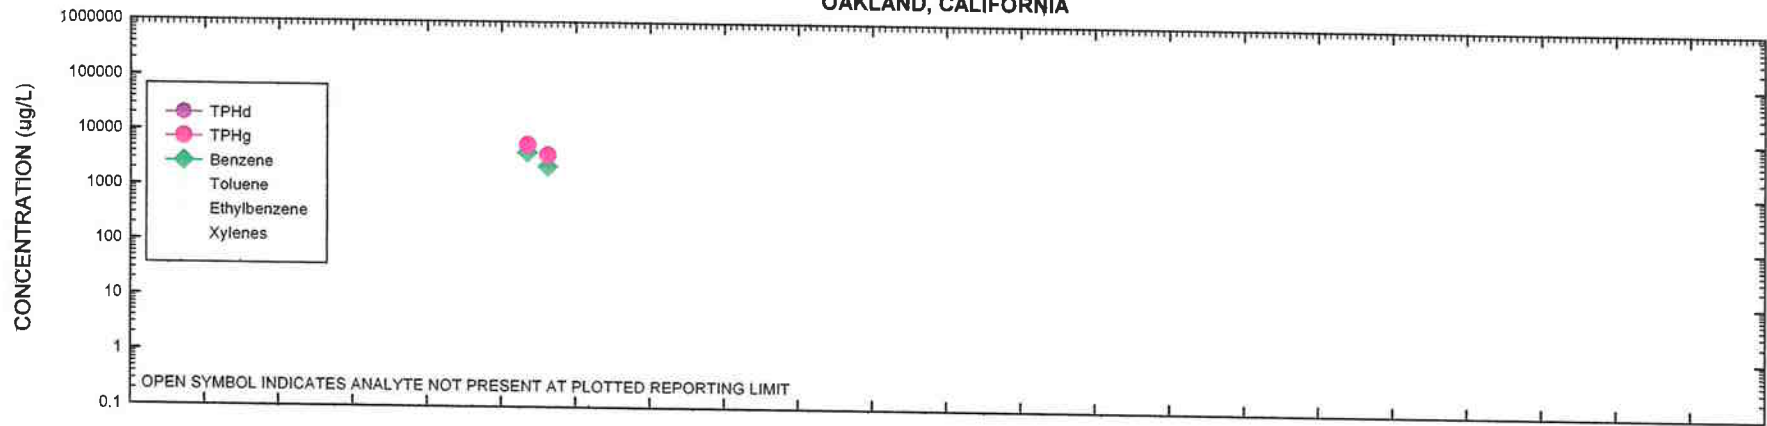 OAKLAND, CALIFORNIA
CONCENTRATION (ug/L)
1000000
100000
10000
1000
100
10
1
0.1
TPHd
TPHg
Benzene
Toluene
Ethylbenzene
Xylenes
OPEN SYMBOL INDICATES ANALYTE NOT PRESENT AT PLOTTED REPORTING LIMIT